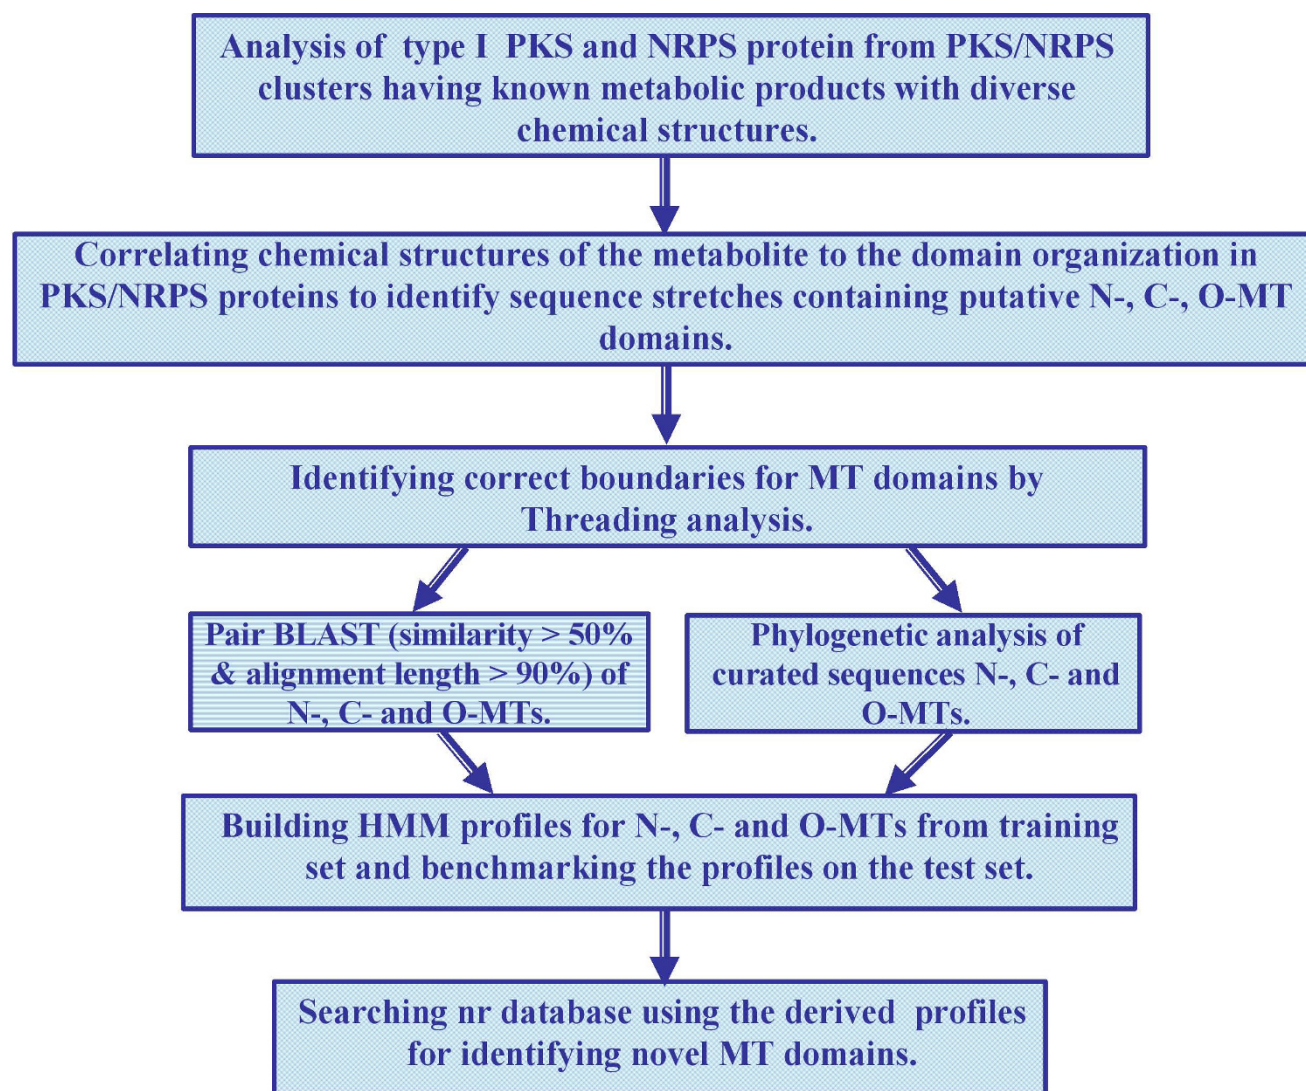 Analysis of type I PKS and NRPS protein from PKS/NRPS
clusters having known metabolic products with diverse
chemical structures.
Correlating chemical structures of the metabolite to the domain organization in
PKS/NRPS proteins to identify sequence stretches containing putative N-, C-, O-MT
domains.
Identifying correct boundaries for MT domains by
Threading analysis.
Pair BLAST (similarity > 50%
& alignment length > 90%) of
N-, C- and O-MTs.
Phylogenetic analysis of
curated sequences N-, C- and
O-MTs.
Building HMM profiles for N-, C- and O-MTs from training
set and benchmarking the profiles on the test set.
Searching nr database using the derived profiles
for identifying novel MT domains.